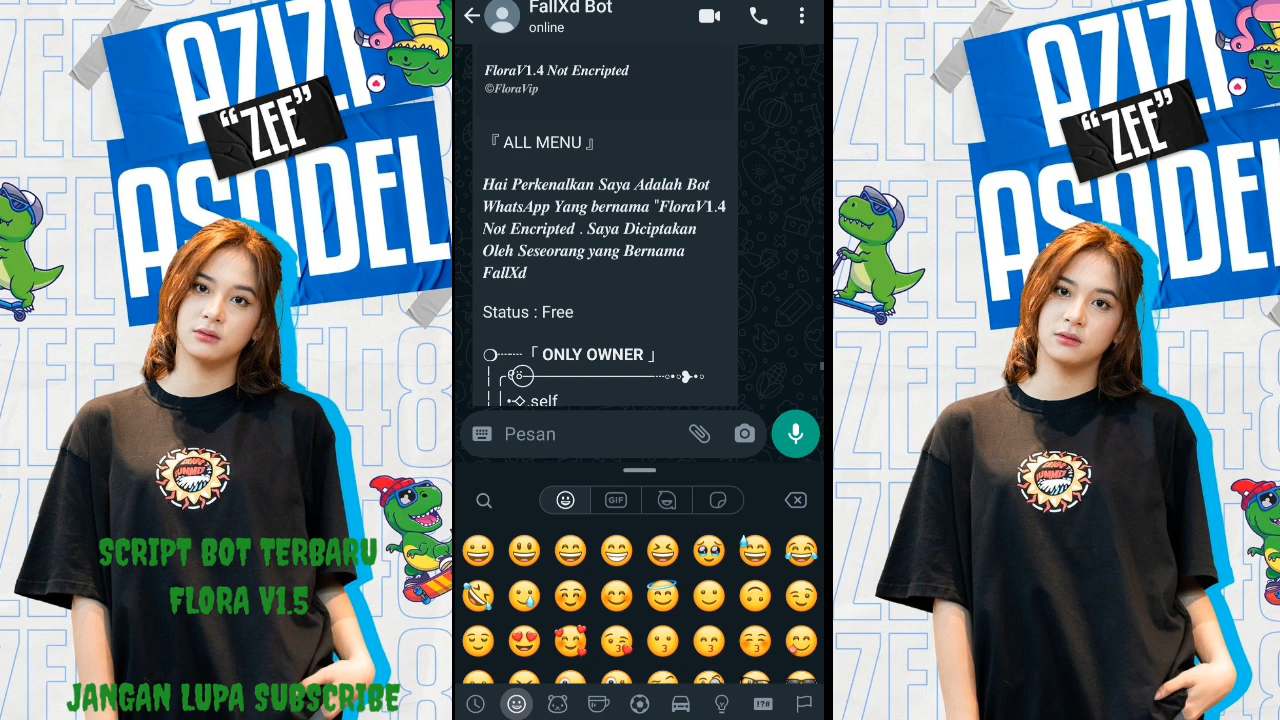 AZIZI
“ZEE”
ASADEL
SCRIPT BOT TERBARU
FLORA V1.5
JANGAN LUPA SUBSCRIBE
FallXd Bot
online
FloraV1.4 Not Encripted
©FloraVip
『 ALL MENU 』
Hai Perkenalkan Saya Adalah Bot
WhatsApp Yang bernama "FloraV1.4
Not Encripted . Saya Diciptakan
Oleh Seseorang yang Bernama
FallXd
Status : Free
「 ONLY OWNER 」
self
Pesan
GIF
!?#
AZIZI
“ZEE”
ASADEL